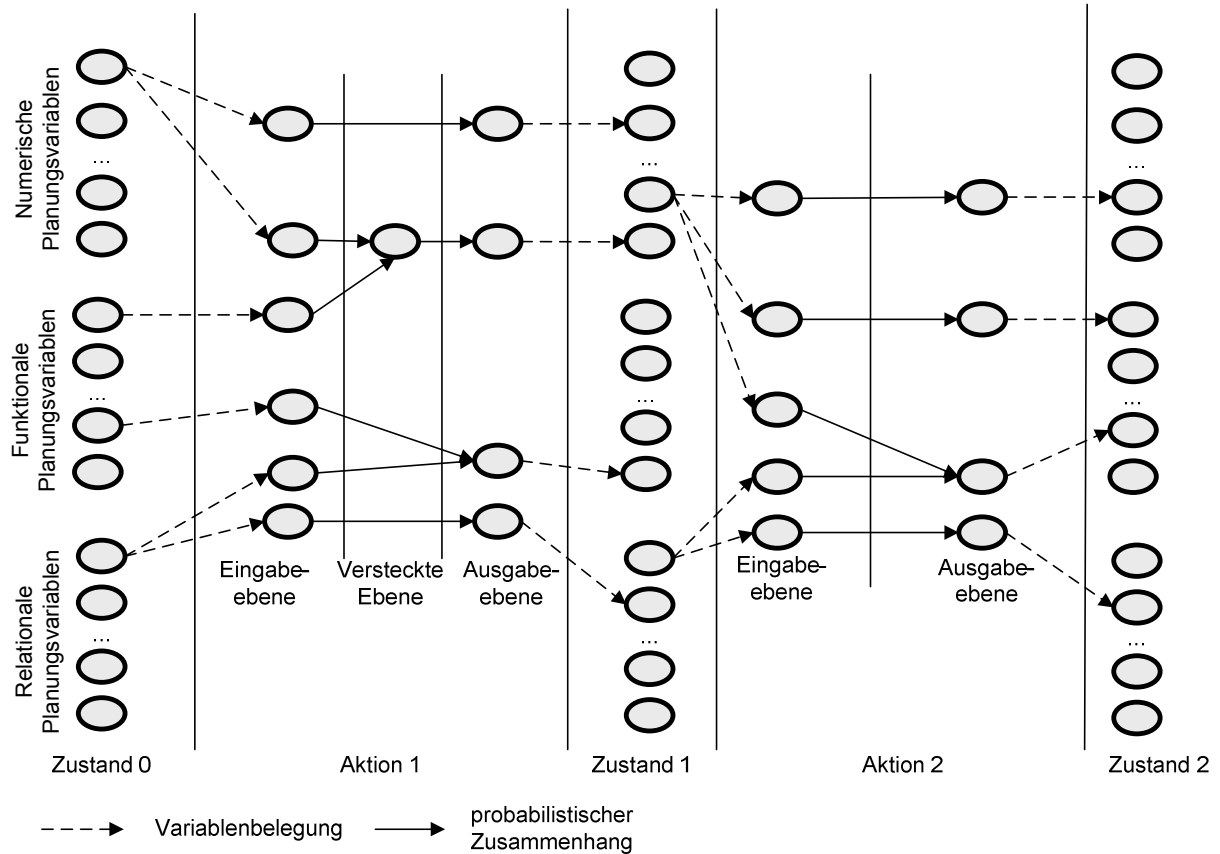 Numerische
Planungsvariablen
...
...
...
Funktionale
Planungsvariablen
...
...
...
Relationale
Planungsvariablen
Eingabe-
ebene
Versteckte
Ebene
Ausgabe-
ebene
Eingabe-
ebene
Ausgabe-
ebene
...
...
...
Zustand 0
Aktion 1
Zustand 1
Aktion 2
Zustand 2
Variablenbelegung
probabilistischer
Zusammenhang